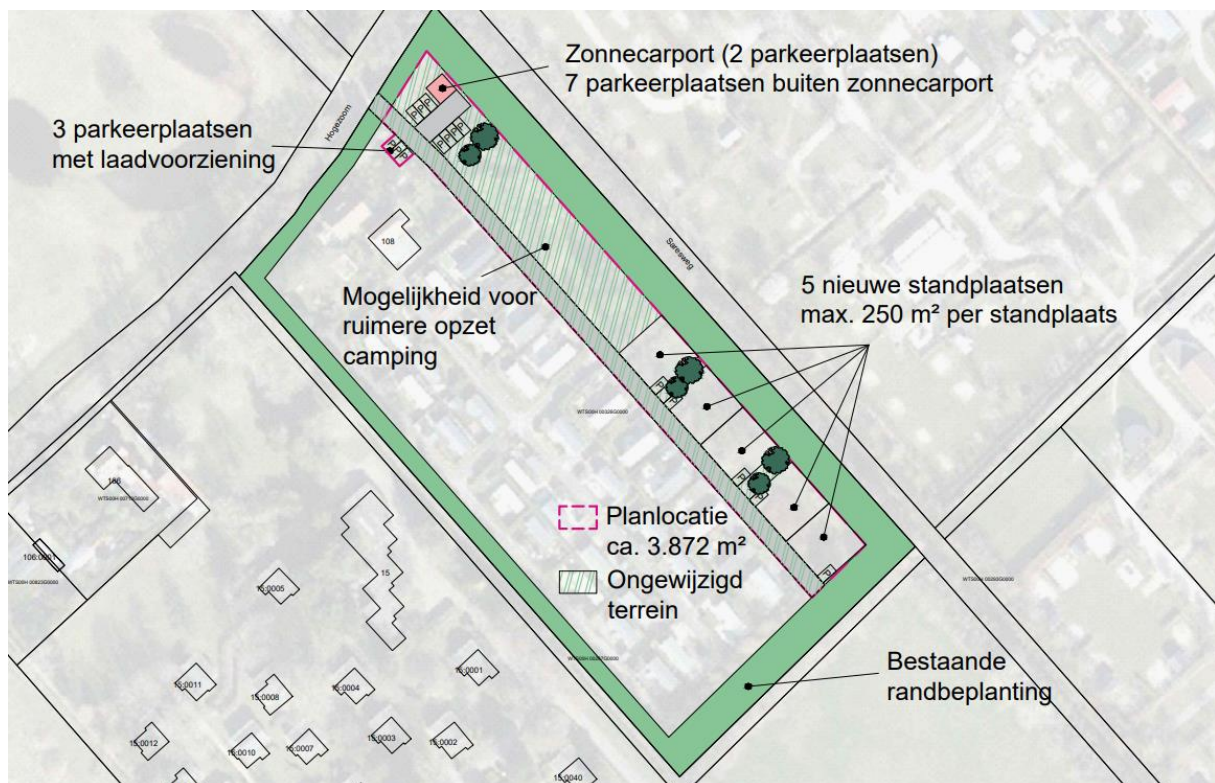 Zonnecarport (2 parkeerplaatsen)
7 parkeerplaatsen buiten zonnecarport
3 parkeerplaatsen
met laadvoorziening
Hogezoom
P P P
P P P P
P P P
108
Saresweg
5 nieuwe standplaatsen
max. 250 m² per standplaats
Mogelijkheid voor
ruimere opzet
camping
P
P
P
P
P
Planlocatie
ca. 3.872 m²
Ongewijzigd
terrein
Bestaande
randbeplanting
106
15
15:0005
15:0001
15:0011
15:0008
15:0004
15:0012
15:0010
15:0007
15:0003
15:0002
15:0040